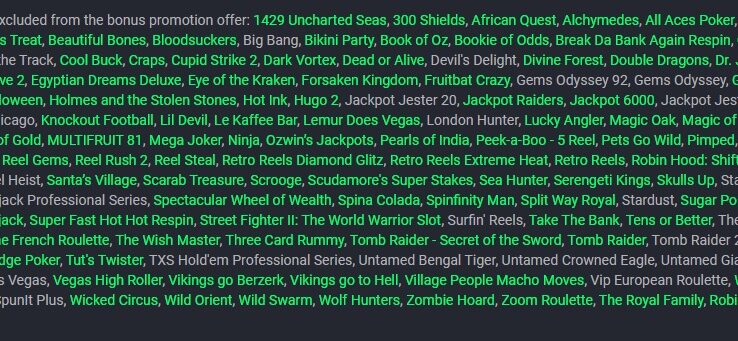 xcluded from the bonus promotion offer: 1429 Uncharted Seas, 300 Shields, African Quest, Alchymedes, All Aces Poker,
s Treat, Beautiful Bones, Bloodsuckers, Big Bang, Bikini Party, Book of Oz, Bookie of Odds, Break Da Bank Again Respin,
the Track, Cool Buck, Craps, Cupid Strike 2, Dark Vortex, Dead or Alive, Devil's Delight, Divine Forest, Double Dragons, Dr. J
ve 2, Egyptian Dreams Deluxe, Eye of the Kraken, Forsaken Kingdom, Fruitbat Crazy, Gems Odyssey 92, Gems Odyssey,
loween, Holmes and the Stolen Stones, Hot Ink, Hugo 2, Jackpot Jester 20, Jackpot Raiders, Jackpot 6000, Jackpot Jes
icago, Knockout Football, Lil Devil, Le Kaffee Bar, Lemur Does Vegas, London Hunter, Lucky Angler, Magic Oak, Magic of
of Gold, MULTIFRUIT 81, Mega Joker, Ninja, Ozwin's Jackpots, Pearls of India, Peek-a-Boo - 5 Reel, Pets Go Wild, Pimped,
Reel Gems, Reel Rush 2, Reel Steal, Retro Reels Diamond Glitz, Retro Reels Extreme Heat, Retro Reels, Robin Hood: Shift
el Heist, Santa's Village, Scarab Treasure, Scrooge, Scudamore's Super Stakes, Sea Hunter, Serengeti Kings, Skulls Up, Sta
jack Professional Series, Spectacular Wheel of Wealth, Spina Colada, Spinfinity Man, Split Way Royal, Stardust, Sugar Po
jack, Super Fast Hot Hot Respin, Street Fighter II: The World Warrior Slot, Surfin' Reels, Take The Bank, Tens or Better, The
ne French Roulette, The Wish Master, Three Card Rummy, Tomb Raider - Secret of the Sword, Tomb Raider, Tomb Raider 2
dge Poker, Tut's Twister, TXS Hold'em Professional Series, Untamed Bengal Tiger, Untamed Crowned Eagle, Untamed Gia
s Vegas, Vegas High Roller, Vikings go Berzerk, Vikings go to Hell, Village People Macho Moves, Vip European Roulette,
SpunIt Plus, Wicked Circus, Wild Orient, Wild Swarm, Wolf Hunters, Zombie Hoard, Zoom Roulette, The Royal Family, Robi